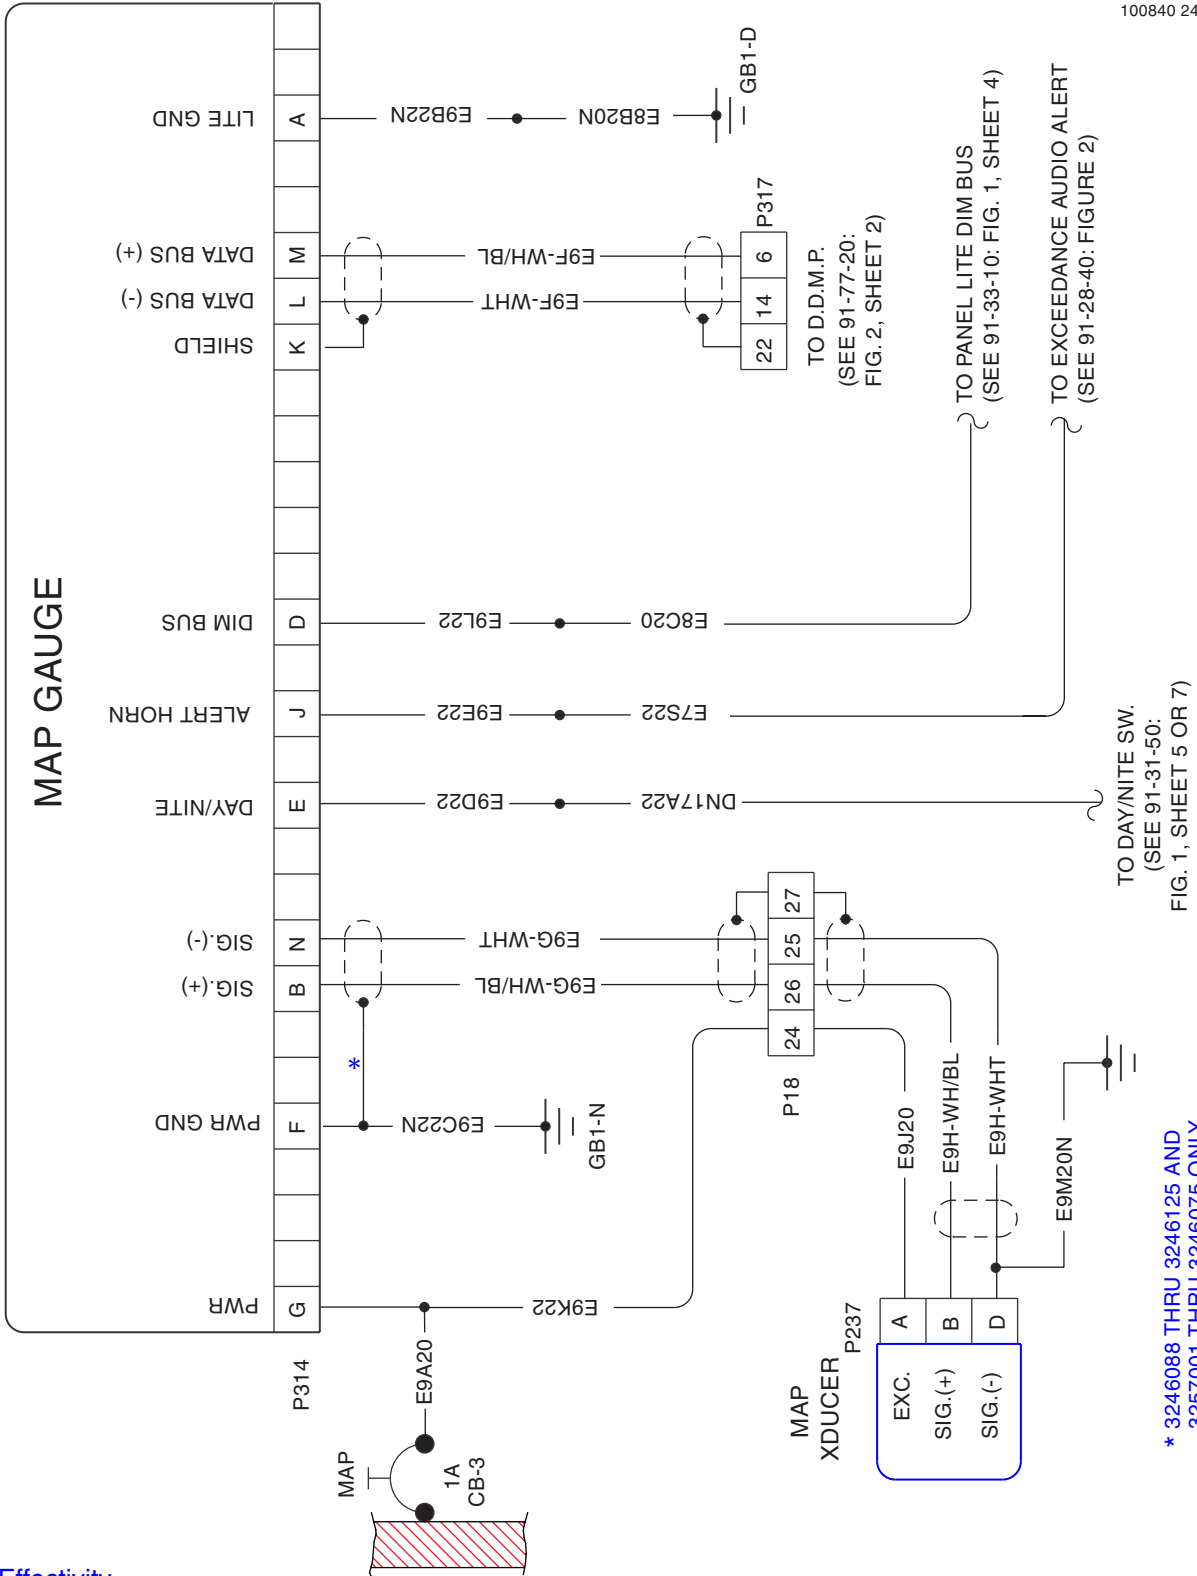 100840 24
MAP GAUGE
LITE GND
A
E9B22N
E8B20N
GB1-D
DATA BUS (+)
M
E9F-WH/BL
6
P317
DATA BUS (-)
L
E9F-WHT
14
SHIELD
K
22
TO D.D.M.P.
(SEE 91-77-20:
FIG. 2, SHEET 2)
DIM BUS
D
E9L22
E8C20
TO PANEL LITE DIM BUS
(SEE 91-33-10: FIG. 1, SHEET 4)
ALERT HORN
J
E9E22
E7S22
TO EXCEEDANCE AUDIO ALERT
(SEE 91-28-40: FIGURE 2)
DAY/NITE
E
E9D22
DN17A22
TO DAY/NITE SW.
(SEE 91-31-50:
FIG. 1, SHEET 5 OR 7)
SIG.(-)
N
E9G-WHT
27
25
SIG.(+)
B
E9G-WH/BL
26
24
P18
*
PWR GND
F
E9C22N
GB1-N
E9J20
E9H-WH/BL
E9H-WHT
E9M20N
PWR
G
E9K22
P314
E9A20
MAP
1A
CB-3
MAP
XDUCER
P237
EXC.
A
SIG.(+)
B
SIG.(-)
D
* 3246088 THRU 3246125 AND
3257001 THRU 3246075 ONLY
Effectivity